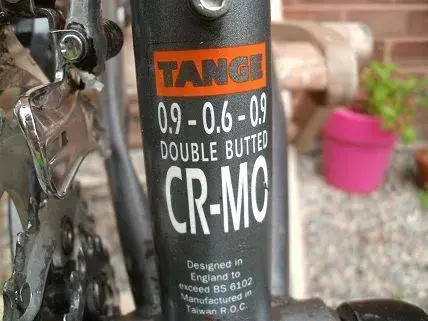 TANGE
0.9 - 0.6 - 0.9
DOUBLE BUTTED
CR-MO
Designed in
England to
exceed BS 6102
Manufactured in
Taiwan R.O.C.